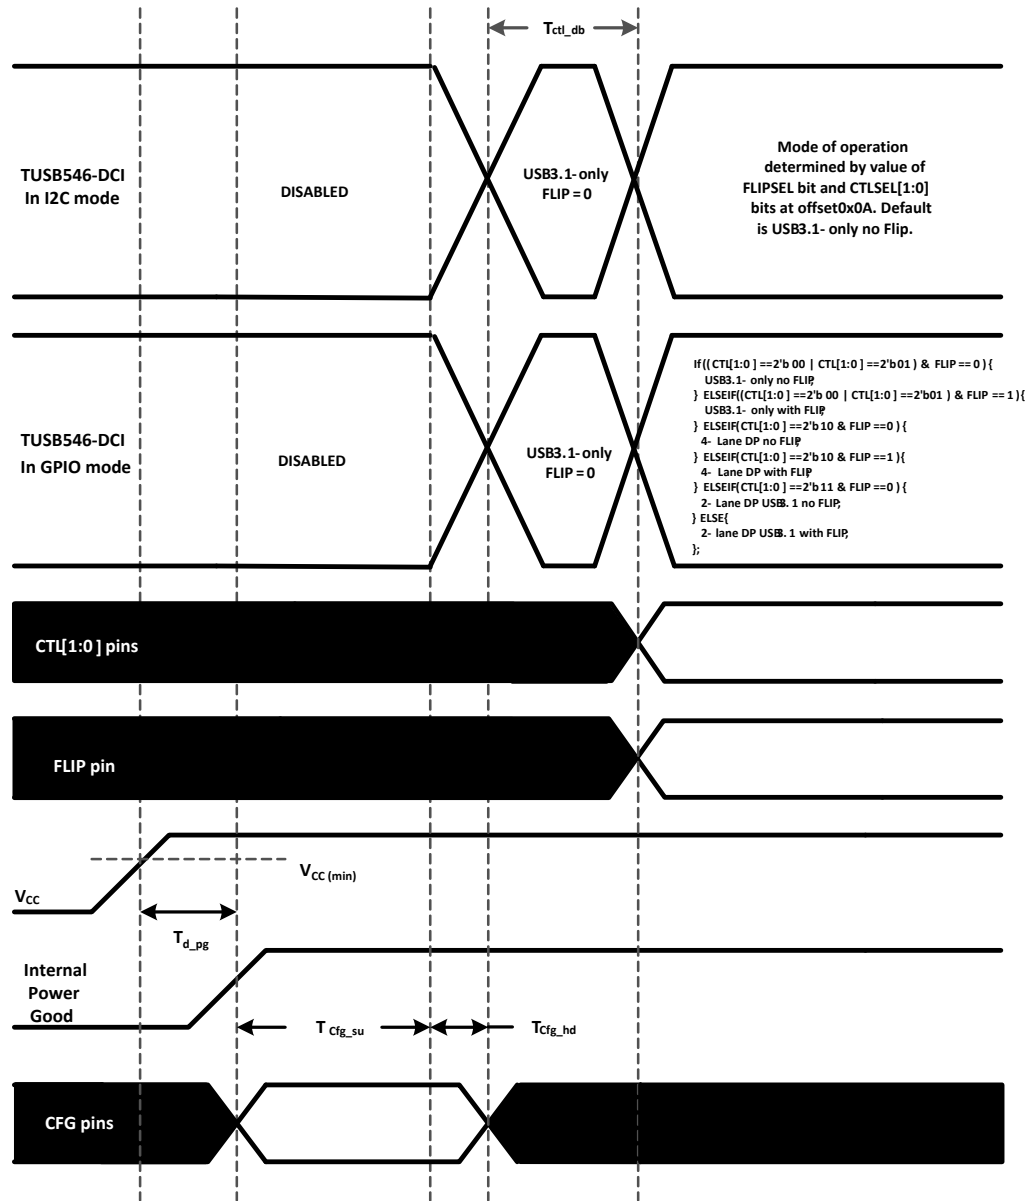 Tctl_db
TUSB546-DCI
In I2C mode
DISABLED
USB3.1- only
FLIP = 0
Mode of operation
determined by value of
FLIPSEL bit and CTLSEL[1:0]
bits at offset0x0A. Default
is USB3.1- only no Flip.
TUSB546-DCI
In GPIO mode
DISABLED
USB3.1- only
FLIP = 0
If(( CTL[1:0 ] ==2'b 00 | CTL[1:0 ] ==2'b01 ) & FLIP == 0 ) {
USB3.1- only no FLIP;
} ELSEIF((CTL[1:0 ] ==2'b 00 | CTL[1:0 ] ==2'b01 ) & FLIP == 1 ){
USB3.1- only with FLIP;
} ELSEIF( CTL[1:0 ] ==2'b 10 & FLIP ==0 ) {
4- Lane DP no FLIP;
} ELSEIF( CTL[1:0 ] ==2'b 10 & FLIP ==1 ){
4- Lane DP with FLIP;
} ELSEIF( CTL[1:0 ] ==2'b 11 & FLIP ==0 ) {
2- Lane DP USB3. 1 no FLIP;
} ELSE{
2- lane DP USB3. 1 with FLIP;
};
CTL[1:0 ] pins
FLIP pin
VCC (min)
VCC
Td_pg
Internal
Power
Good
T Cfg_su
TCfg_hd
CFG pins